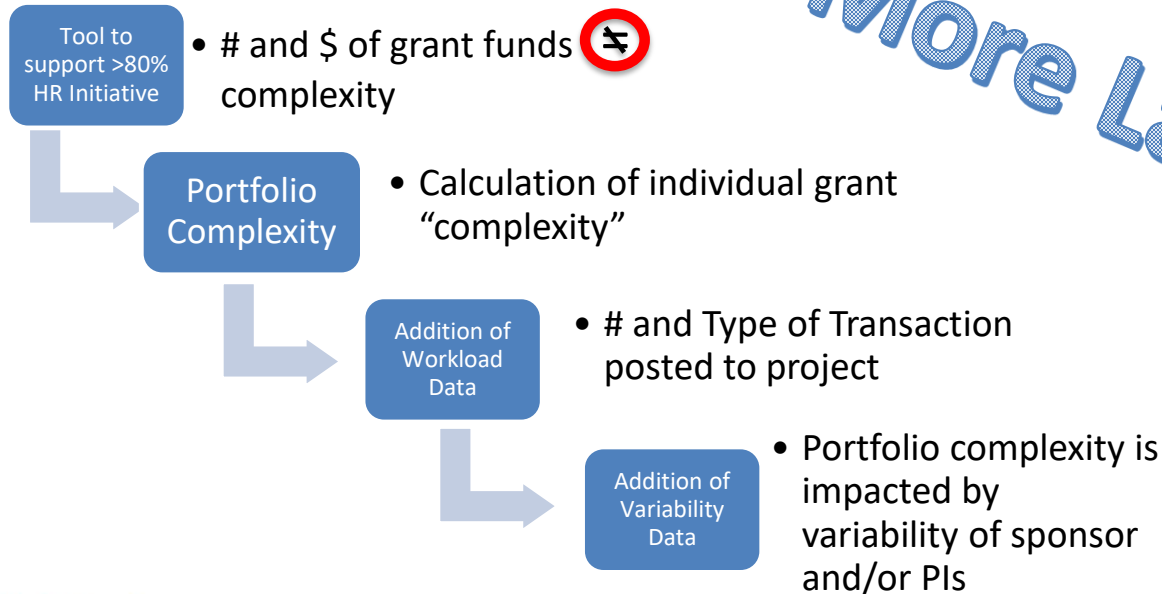 More
Tool to
support >80%
HR Initiative
• # and $ of grant funds ≠
complexity
Portfolio
Complexity
• Calculation of individual grant
“complexity”
Addition of
Workload
Data
• # and Type of Transaction
posted to project
Addition of
Variability
Data
• Portfolio complexity is
impacted by
variability of sponsor
and/or PIs